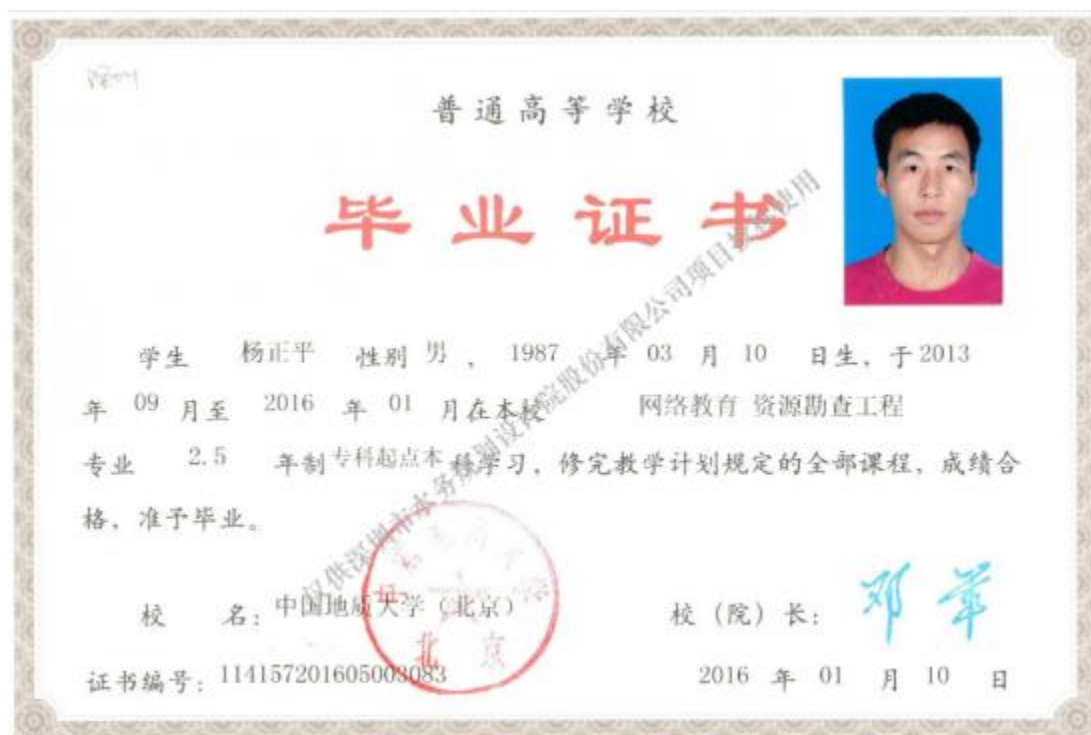 普通高等学校
毕业证书
学生 杨正平 性别 男 , 1987 年 03 月 10 日生, 于 2013
年 09 月至 2016 年 01 月在本校 网络教育 资源勘查工程
专业 2.5 年制 专科起点本 科学习, 修完教学计划规定的全部课程, 成绩合
格, 准予毕业。
校 名: 中国地质大学 (北京) 校 (院) 长: 邓军
证书编号: 114157201605003083 2016 年 01 月 10 日
北京